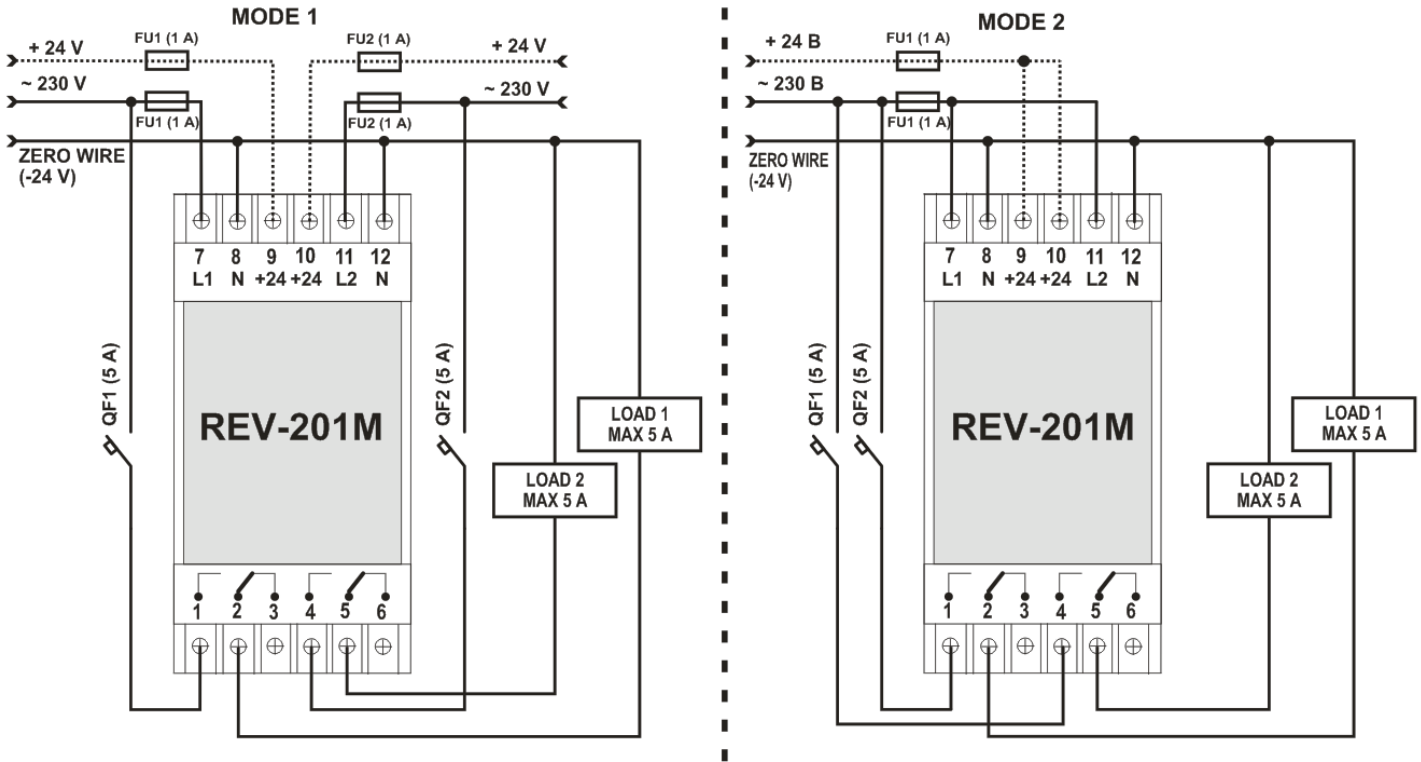 MODE 1
+ 24 V
FU1 (1 A)
FU2 (1 A)
+ 24 V
~ 230 V
~ 230 V
FU1 (1 A)
FU2 (1 A)
ZERO WIRE
(-24 V)
7 8 9 10 11 12
L1 N +24 +24 L2 N
QF1 (5 A)
REV-201M
QF2 (5 A)
LOAD 1
MAX 5 A
LOAD 2
MAX 5 A
1 2 3 4 5 6
MODE 2
+ 24 B
FU1 (1 A)
~ 230 B
FU1 (1 A)
ZERO WIRE
(-24 V)
7 8 9 10 11 12
L1 N +24 +24 L2 N
QF1 (5 A)
QF2 (5 A)
REV-201M
LOAD 1
MAX 5 A
LOAD 2
MAX 5 A
1 2 3 4 5 6